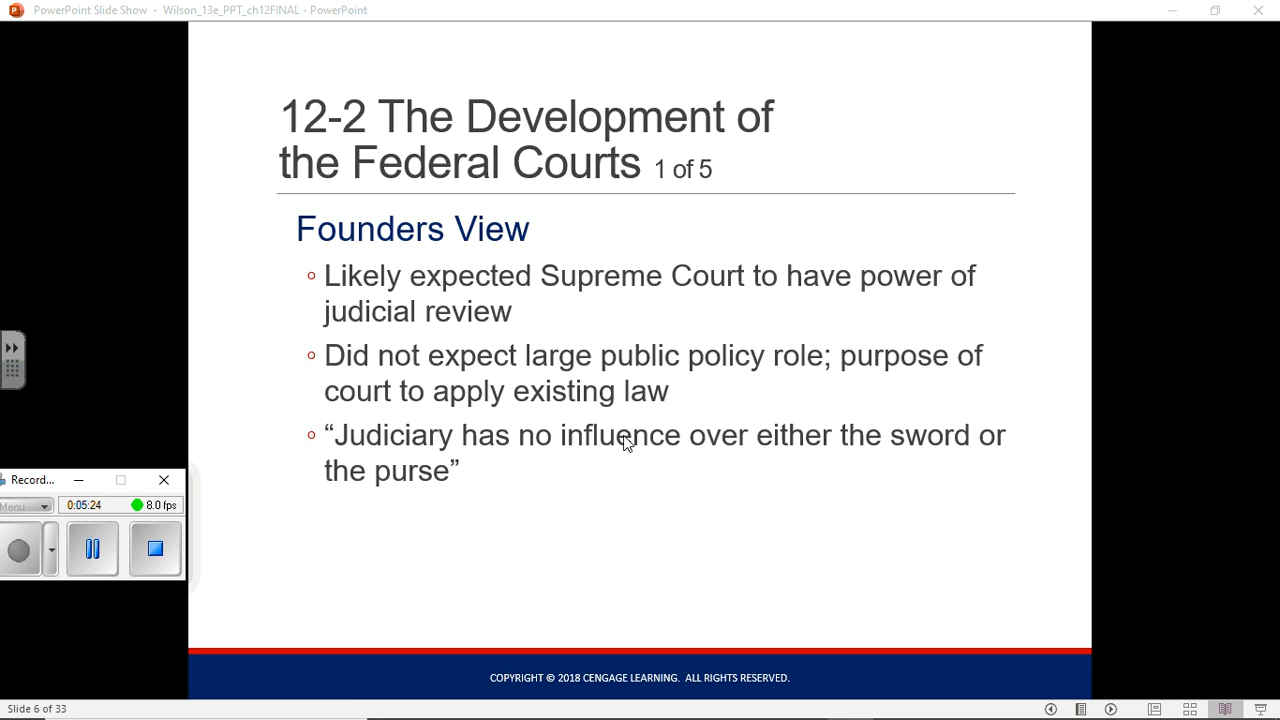 PowerPoint Slide Show - Wilson_13e_PPT_ch12FINAL - PowerPoint
12-2 The Development of
the Federal Courts 1 of 5
Founders View
Likely expected Supreme Court to have power of
judicial review
Did not expect large public policy role; purpose of
court to apply existing law
“Judiciary has no influence over either the sword or
the purse”
Record...
Menu
0:05:24
8.0 fps
COPYRIGHT © 2018 CENGAGE LEARNING. ALL RIGHTS RESERVED.
Slide 6 of 33